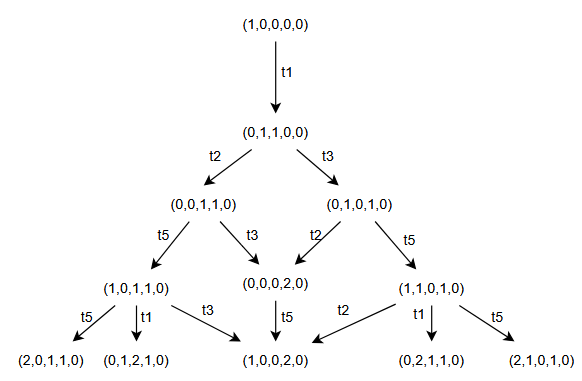 (1,0,0,0,0)
t1
(0,1,1,0,0)
t2 t3
(0,0,1,1,0) (0,1,0,1,0)
t5 t3 t2 t5
(1,0,1,1,0) (0,0,0,2,0) (1,1,0,1,0)
t5 t1 t3 t5 t2 t1 t5
(2,0,1,1,0) (0,1,2,1,0) (1,0,0,2,0) (0,2,1,1,0) (2,1,0,1,0)